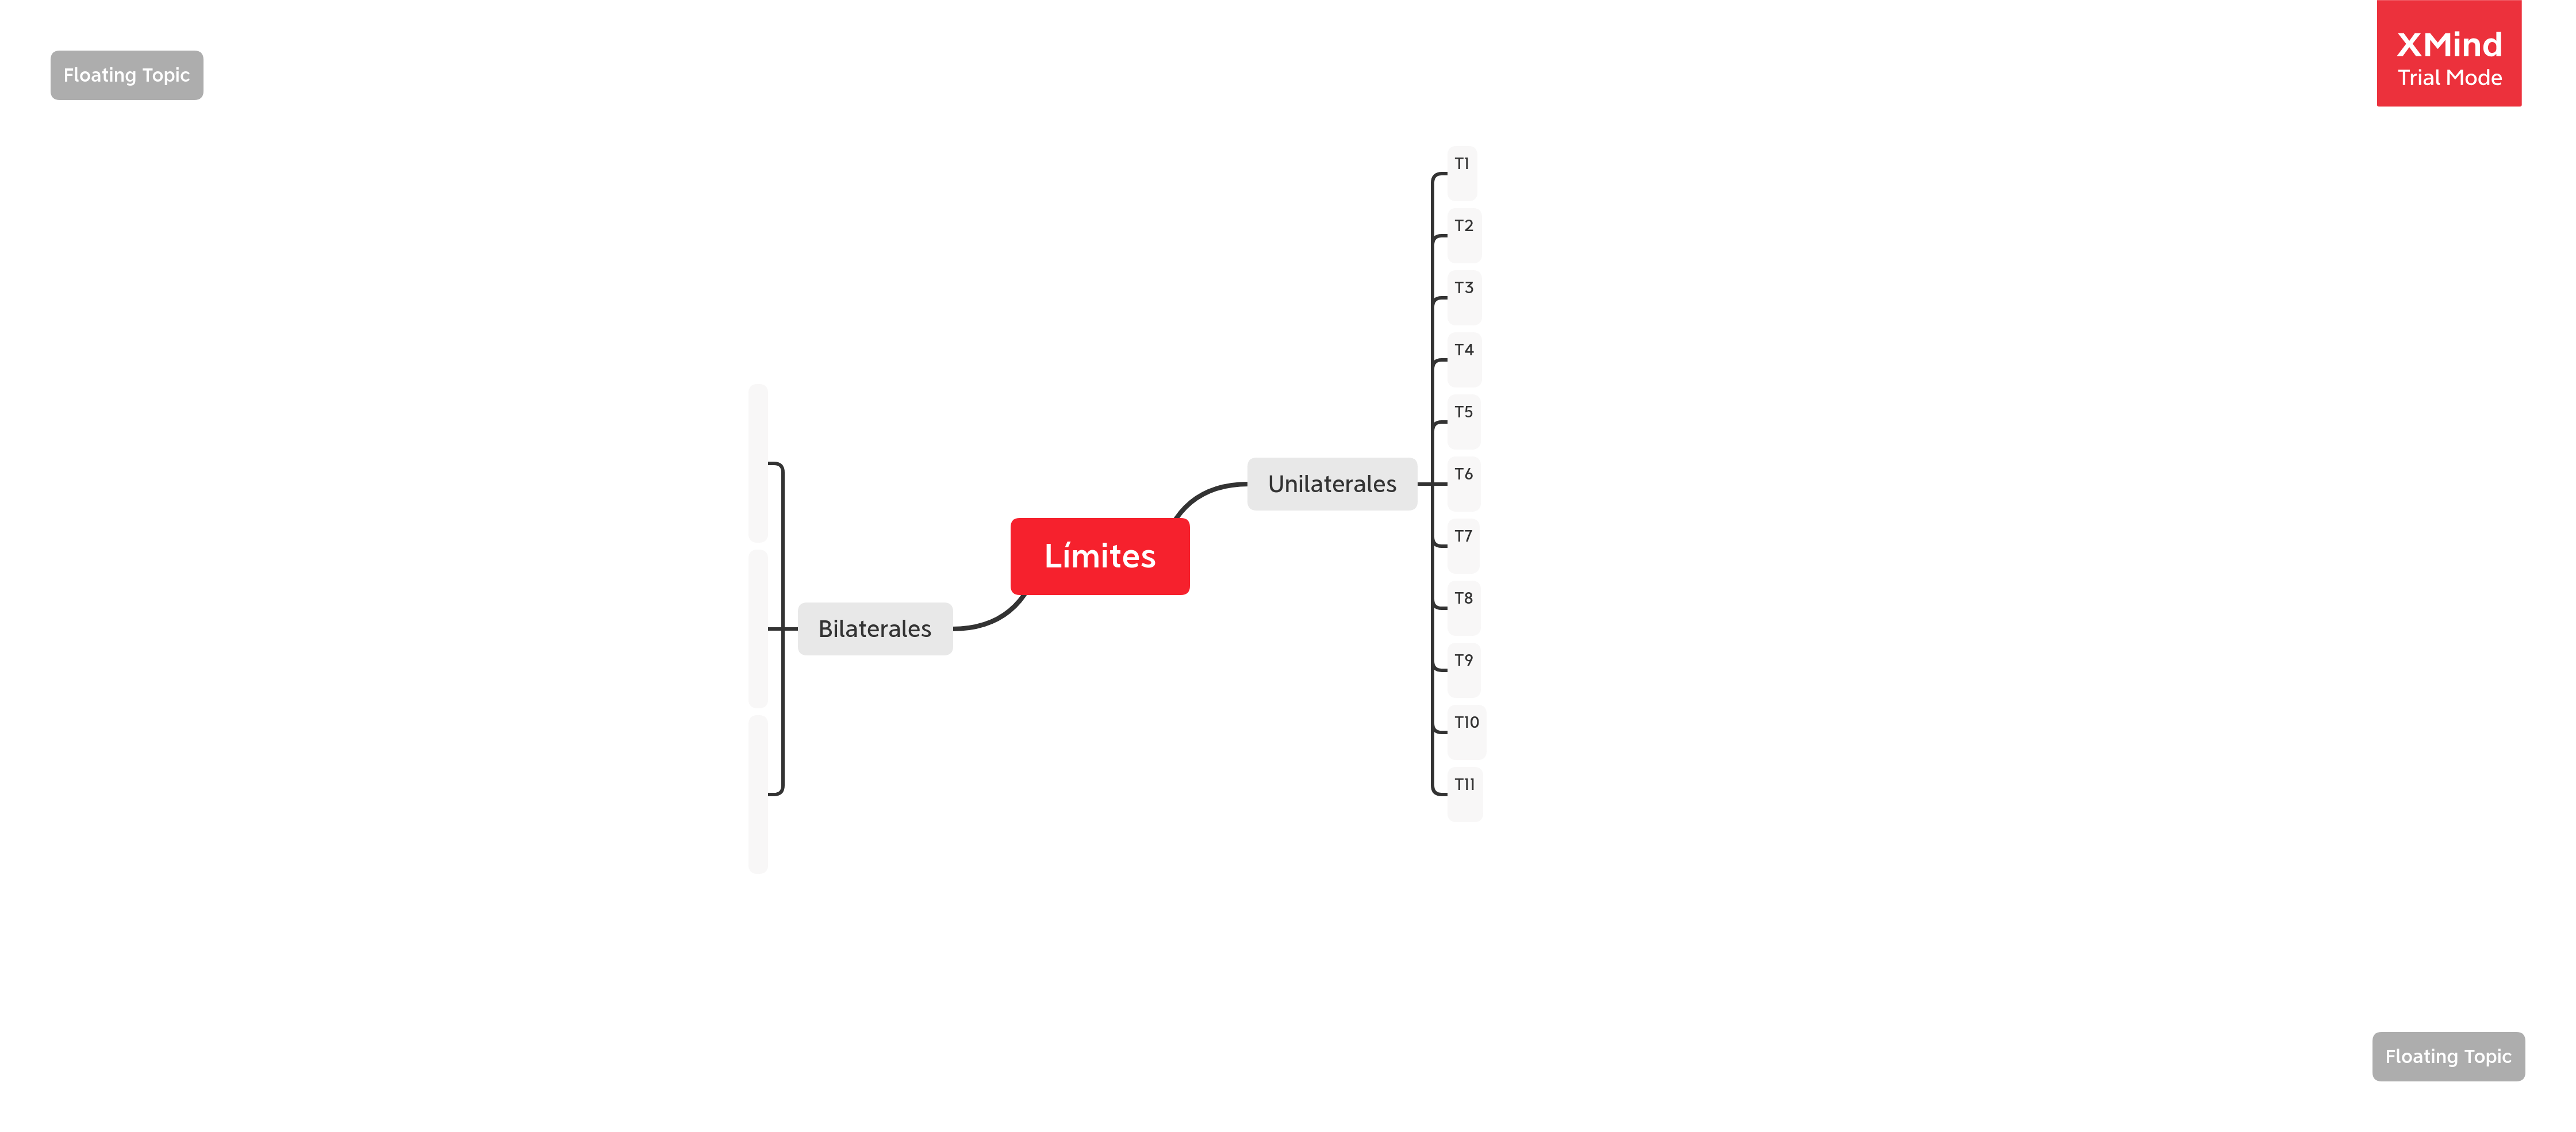 Floating Topic
XMind
Trial Mode
T1
T2
T3
T4
T5
T6
Unilaterales
T7
Límites
T8
Bilaterales
T9
T10
T11
Floating Topic